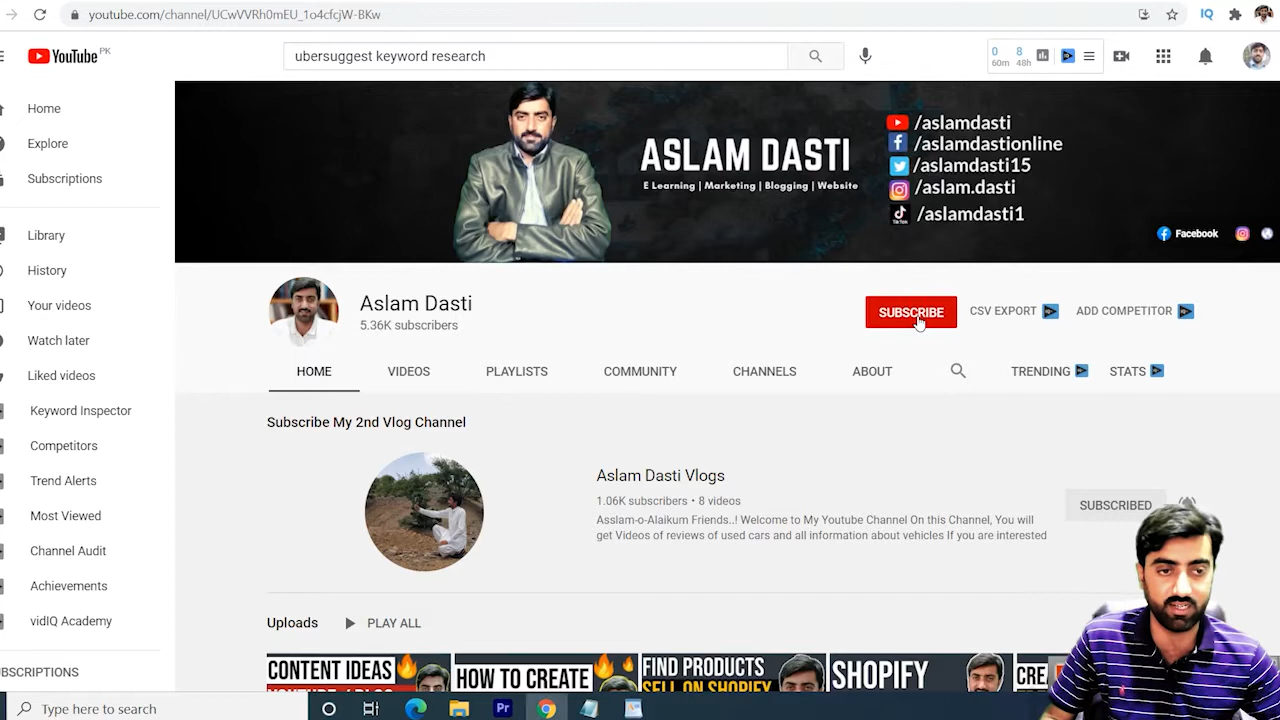 youtube.com/channel/UCwVVRh0mEU_1o4cfcjW-BKw
YouTube PK
ubersuggest keyword research
0 8
60m 48h
Home
Explore
Subscriptions
Library
History
Your videos
Watch later
Liked videos
Keyword Inspector
Competitors
Trend Alerts
Most Viewed
Channel Audit
Achievements
vidIQ Academy
ASLAM DASTI
E Learning | Marketing | Blogging | Website
/aslamdasti
/aslamdastionline
/aslamdasti15
/aslam.dasti
/aslamdasti1
Facebook
Aslam Dasti
5.36K subscribers
SUBSCRIBE
CSV EXPORT
ADD COMPETITOR
HOME VIDEOS PLAYLISTS COMMUNITY CHANNELS ABOUT TRENDING STATS
Subscribe My 2nd Vlog Channel
Aslam Dasti Vlogs
1.06K subscribers • 8 videos
Asslam-o-Alaikum Friends..! Welcome to My Youtube Channel On this Channel, You will
get Videos of reviews of used cars and all information about vehicles If you are interested
SUBSCRIBED
Uploads PLAY ALL
CONTENT IDEAS
HOW TO CREATE
FIND PRODUCTS
SELL ON SHOPIFY
SHOPIFY
Type here to search